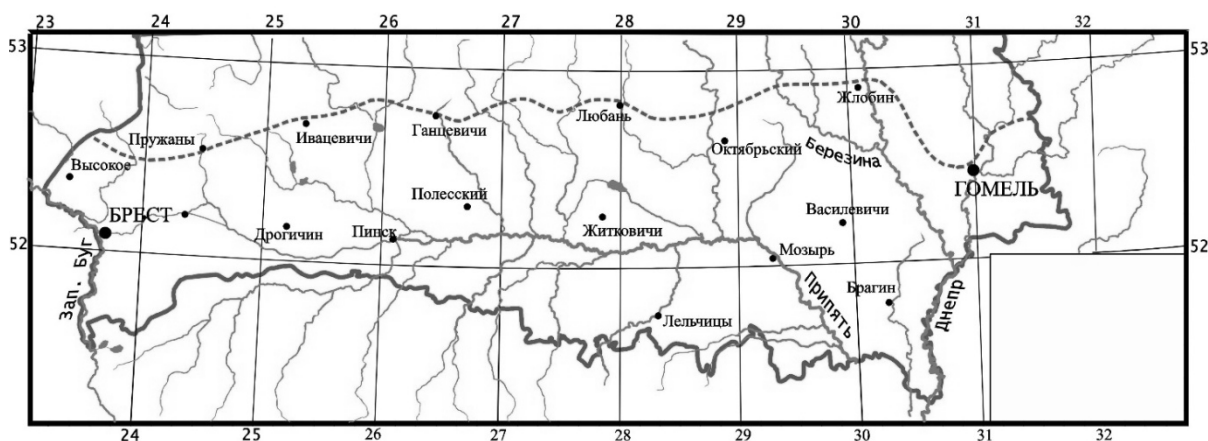 23 24 25 26 27 28 29 30 31 32
53 53
Жлобин
Любань
Ганцевичи
Ивацевичи
Пружаны
Октябрьский
Березина
Высокое
ГОМЕЛЬ
Полесский
БРЕСТ
Василевичи
Дрогичин
Пинск
Житковичи
52 52
Мозырь
Зап. Буг
Припять
Брагин
Днепр
Лельчицы
24 25 26 27 28 29 30 31 32